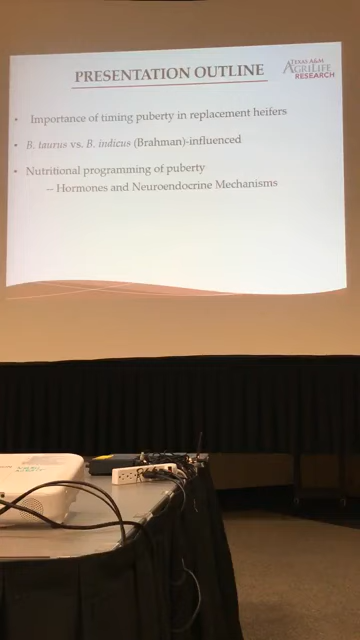 PRESENTATION OUTLINE
TEXAS A&M
AGRILIFE
RESEARCH
• Importance of timing puberty in replacement heifers
• B. taurus vs. B. indicus (Brahman)-influenced
• Nutritional programming of puberty
– Hormones and Neuroendocrine Mechanisms